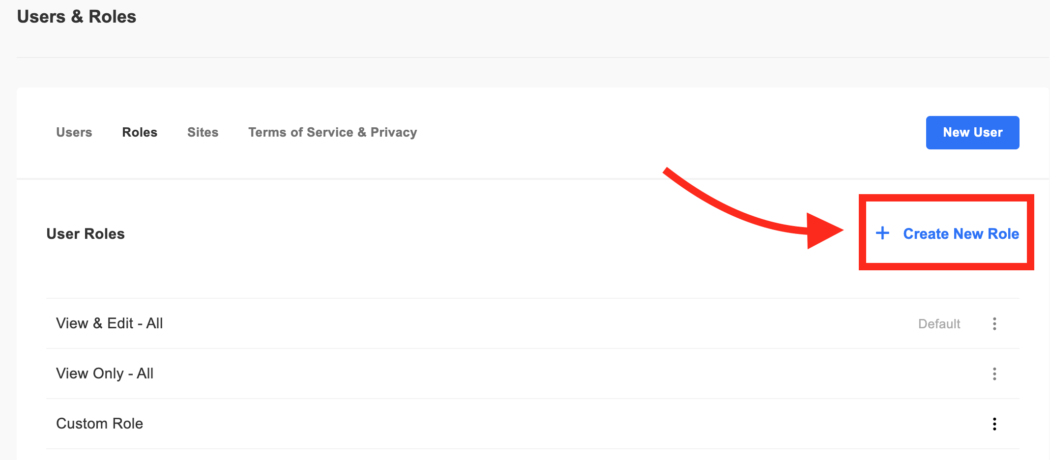 Users & Roles
Users Roles Sites Terms of Service & Privacy New User
User Roles + Create New Role
View & Edit - All Default
View Only - All
Custom Role